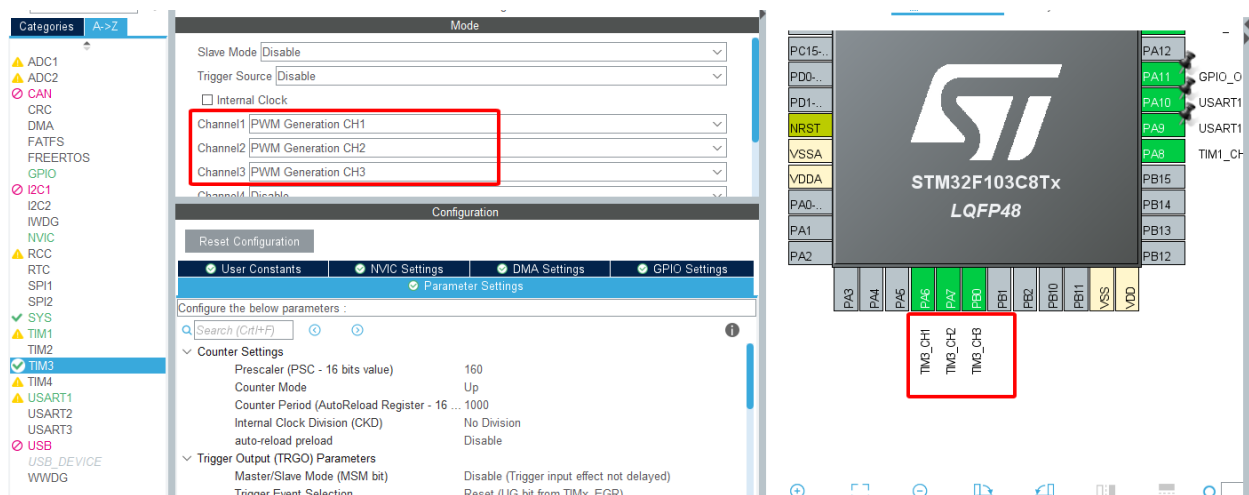 Categories A->Z
ADC1
ADC2
CAN
CRC
DMA
FATFS
FREERTOS
GPIO
I2C1
I2C2
IWDG
NVIC
RCC
RTC
SPI1
SPI2
SYS
TIM1
TIM2
TIM3
TIM4
USART1
USART2
USART3
USB
USB_DEVICE
WWDG
Mode
Slave Mode Disable
Trigger Source Disable
Internal Clock
Channel1 PWM Generation CH1
Channel2 PWM Generation CH2
Channel3 PWM Generation CH3
Channel4 Disable
Configuration
Reset Configuration
User Constants NVIC Settings DMA Settings GPIO Settings
Parameter Settings
Configure the below parameters :
Search (Crtl+F)
Counter Settings
Prescaler (PSC - 16 bits value) 160
Counter Mode Up
Counter Period (AutoReload Register - 16 ... 1000
Internal Clock Division (CKD) No Division
auto-reload preload Disable
Trigger Output (TRGO) Parameters
Master/Slave Mode (MSM bit) Disable (Trigger input effect not delayed)
Trigger Event Selection Reset (UG bit from TIMx_EGR)
PC15-..
PD0-..
PD1-..
NRST
VSSA
VDDA
PA0-..
PA1
PA2
STM32F103C8Tx
LQFP48
PA12
PA11 GPIO_O
PA10 USART1
PA9 USART1
PA8 TIM1_CH
PB15
PB14
PB13
PB12
PA3 PA4 PA5 PA6 PA7 PB0 PB1 PB2 PB10 PB11 VSS VDD
TIM3_CH1 TIM3_CH2 TIM3_CH3